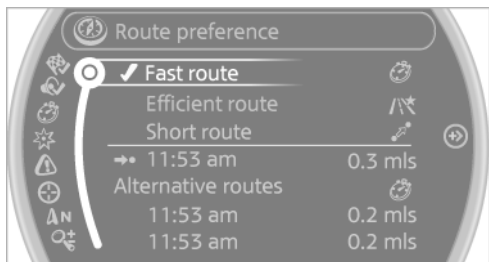 Route preference
✓ Fast route
Efficient route
Short route
11:53 am 0.3 mls
Alternative routes
11:53 am 0.2 mls
11:53 am 0.2 mls
N